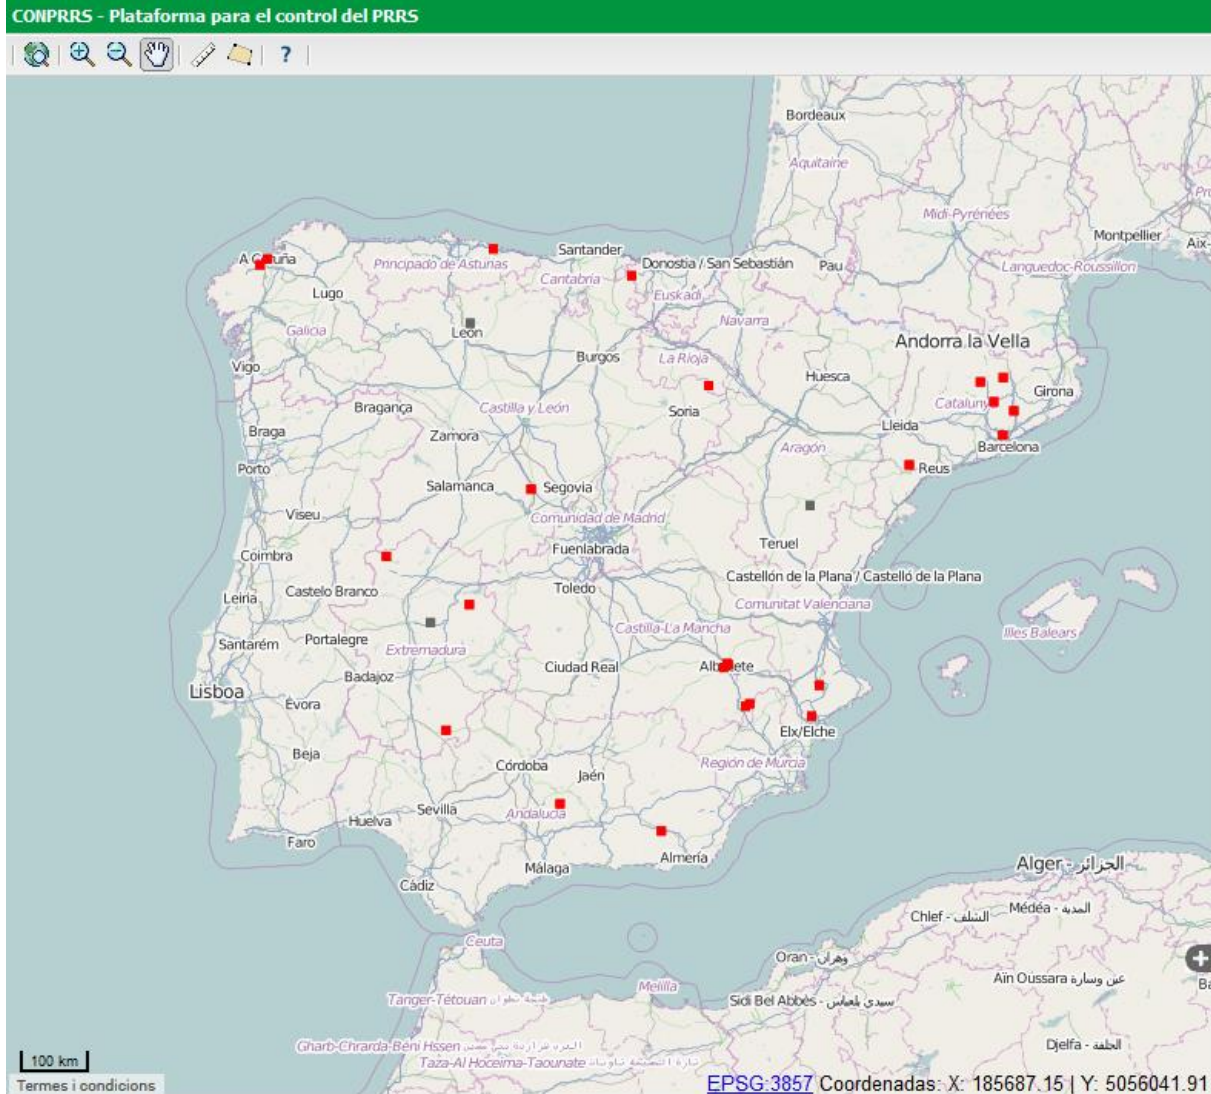 CONPRRS - Plataforma para el control del PRRS
?
Bordeaux
Aquitaine
Midi-Pyrénées
Montpellier
Aix-
Languedoc-Roussillon
Santander
Donostia / San Sebastián
Pau
Principado de Asturias
Cantabria
Euskadi
Lugo
Galicia
León
Navarra
Andorra la Vella
Vigo
Burgos
La Rioja
Huesca
Girona
Bragança
Castilla y León
Soria
Lleida
Braga
Zamora
Aragón
Barcelona
Porto
Reus
Salamanca
Segovia
Viseu
Comunidad de Madrid
Teruel
Coimbra
Fuenlabrada
Castellón de la Plana / Castelló de la Plana
Leiria
Castelo Branco
Toledo
Comunitat Valenciana
Castilla-La Mancha
Illes Balears
Santarém
Portalegre
Extremadura
Ciudad Real
Badajoz
Lisboa
Évora
Elx/Elche
Beja
Córdoba
Jaén
Región de Murcia
Sevilla
Andalucía
Huelva
Faro
Málaga
Almería
Cádiz
Alger - الجزائر
Chlef - الشلف
Médéa - المدية
Ceuta
Oran - وهران
Melilla
Aïn Oussara عين وسارة
Ba
Tanger-Tétouan طنجة تطوان
Sidi Bel Abbès - سيدي بلعباس
Gharb-Chrarda-Béni Hssen
Djelfa - الجلفة
Taza-Al Hoceima-Taounate
100 km
Termes i condicions
EPSG:3857 Coordenadas: X: 185687.15 | Y: 5056041.91